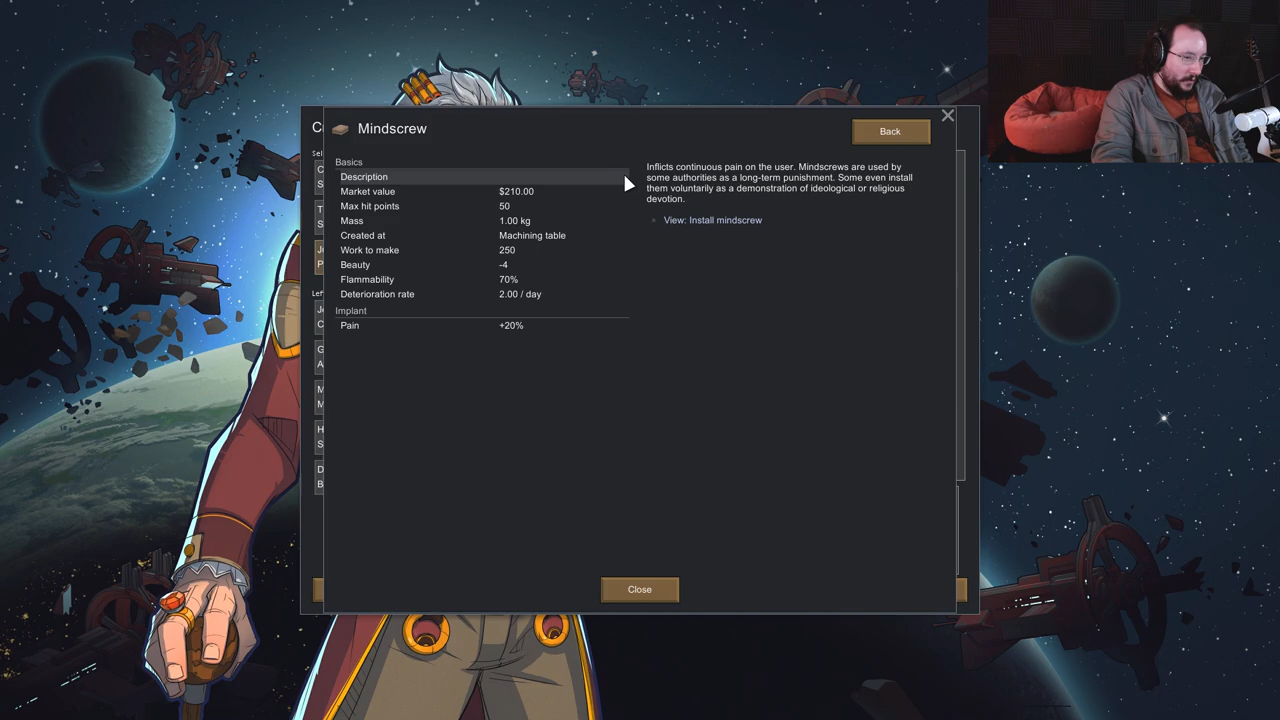 C
Sel
C
S
T
S
J
P
Lef
J
C
G
A
M
M
H
S
D
B
Mindscrew
Back
Basics
Description
Market value $210.00
Max hit points 50
Mass 1.00 kg
Created at Machining table
Work to make 250
Beauty -4
Flammability 70%
Deterioration rate 2.00 / day
Implant
Pain +20%
Inflicts continuous pain on the user. Mindscrews are used by
some authorities as a long-term punishment. Some even install
them voluntarily as a demonstration of ideological or religious
devotion.
View: Install mindscrew
Close